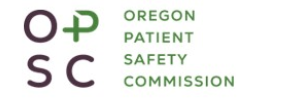 OP
SC
OREGON
PATIENT
SAFETY
COMMISSION